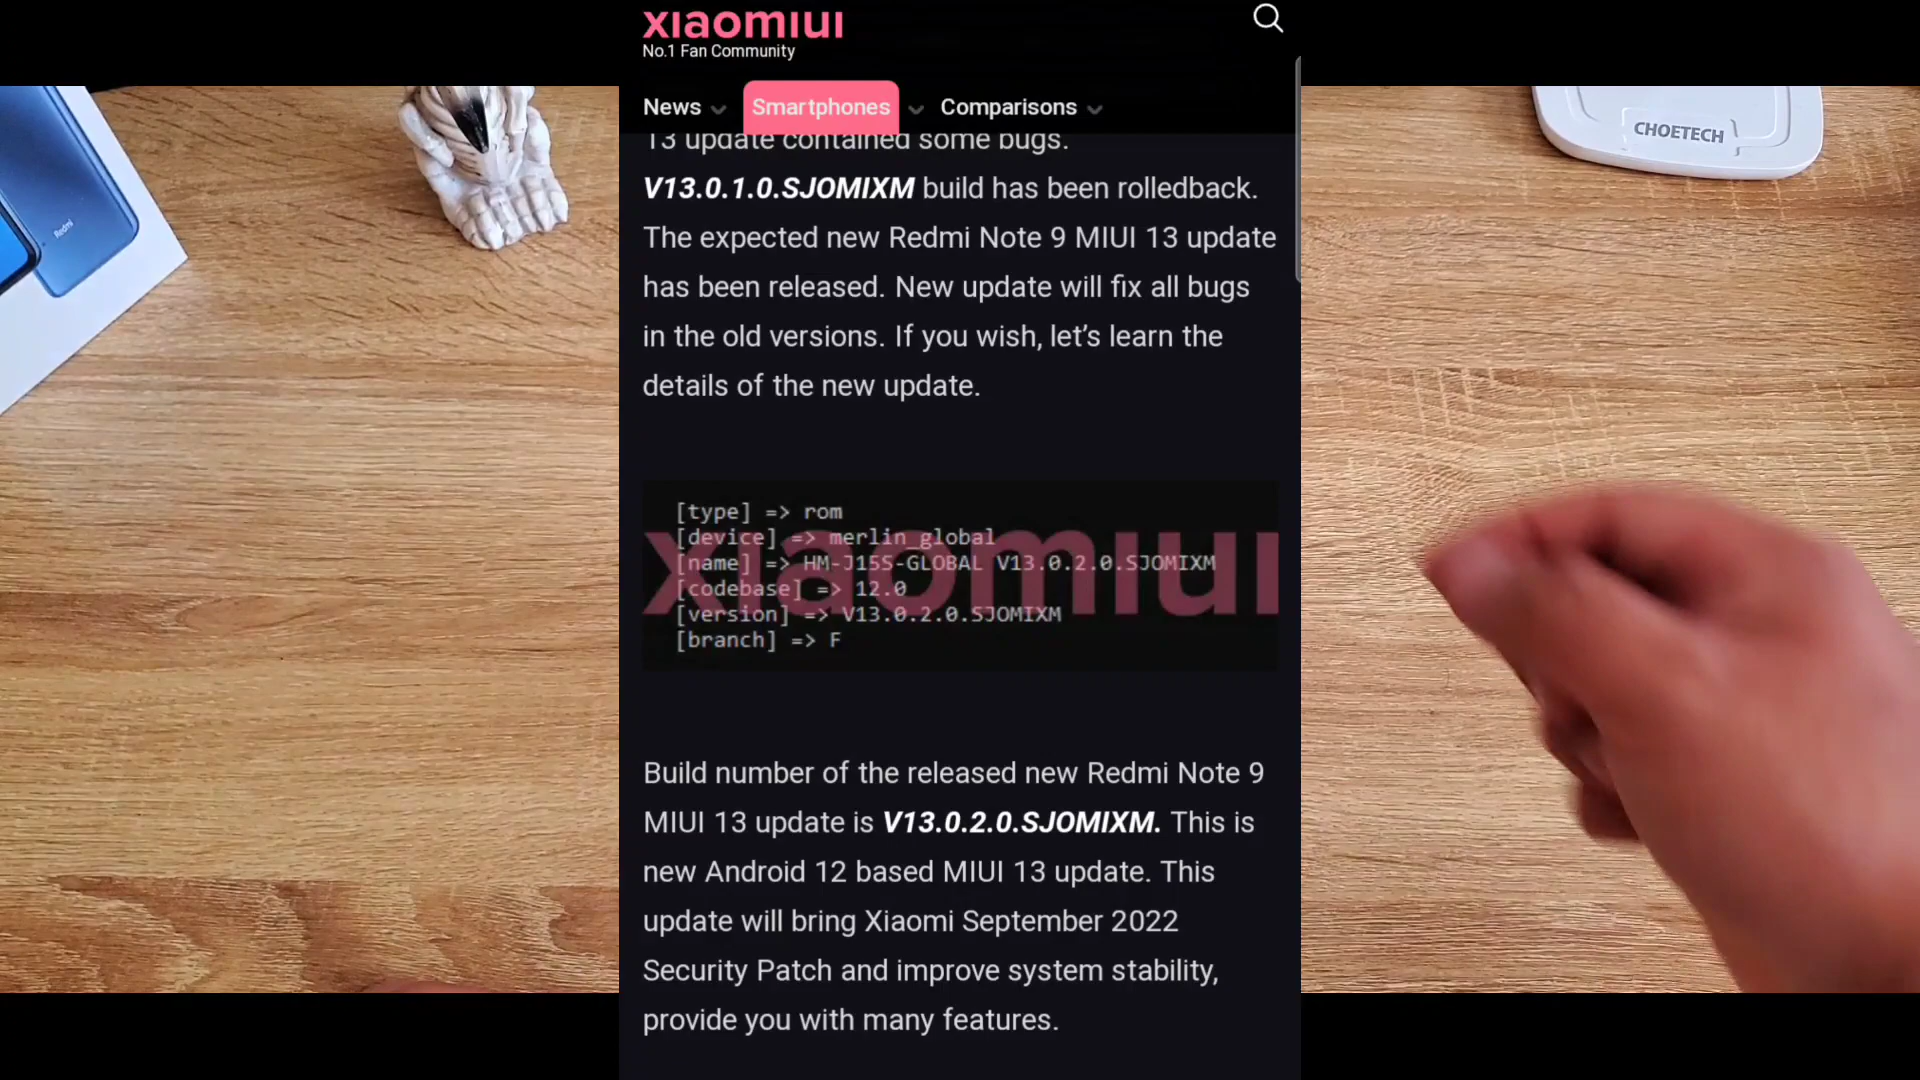 xiaomiui
No.1 Fan Community
News Smartphones Comparisons
13 update contained some bugs.
V13.0.1.0.SJOMIXM build has been rolledback.
The expected new Redmi Note 9 MIUI 13 update
has been released. New update will fix all bugs
in the old versions. If you wish, let’s learn the
details of the new update.
[type] => rom
[device] => merlin_global
[name] => HM-J15S-GLOBAL V13.0.2.0.SJOMIXM
[codebase] => 12.0
[version] => V13.0.2.0.SJOMIXM
[branch] => F
xiaomiui
Build number of the released new Redmi Note 9
MIUI 13 update is V13.0.2.0.SJOMIXM. This is
new Android 12 based MIUI 13 update. This
update will bring Xiaomi September 2022
Security Patch and improve system stability,
provide you with many features.
Redmi
CHOETECH